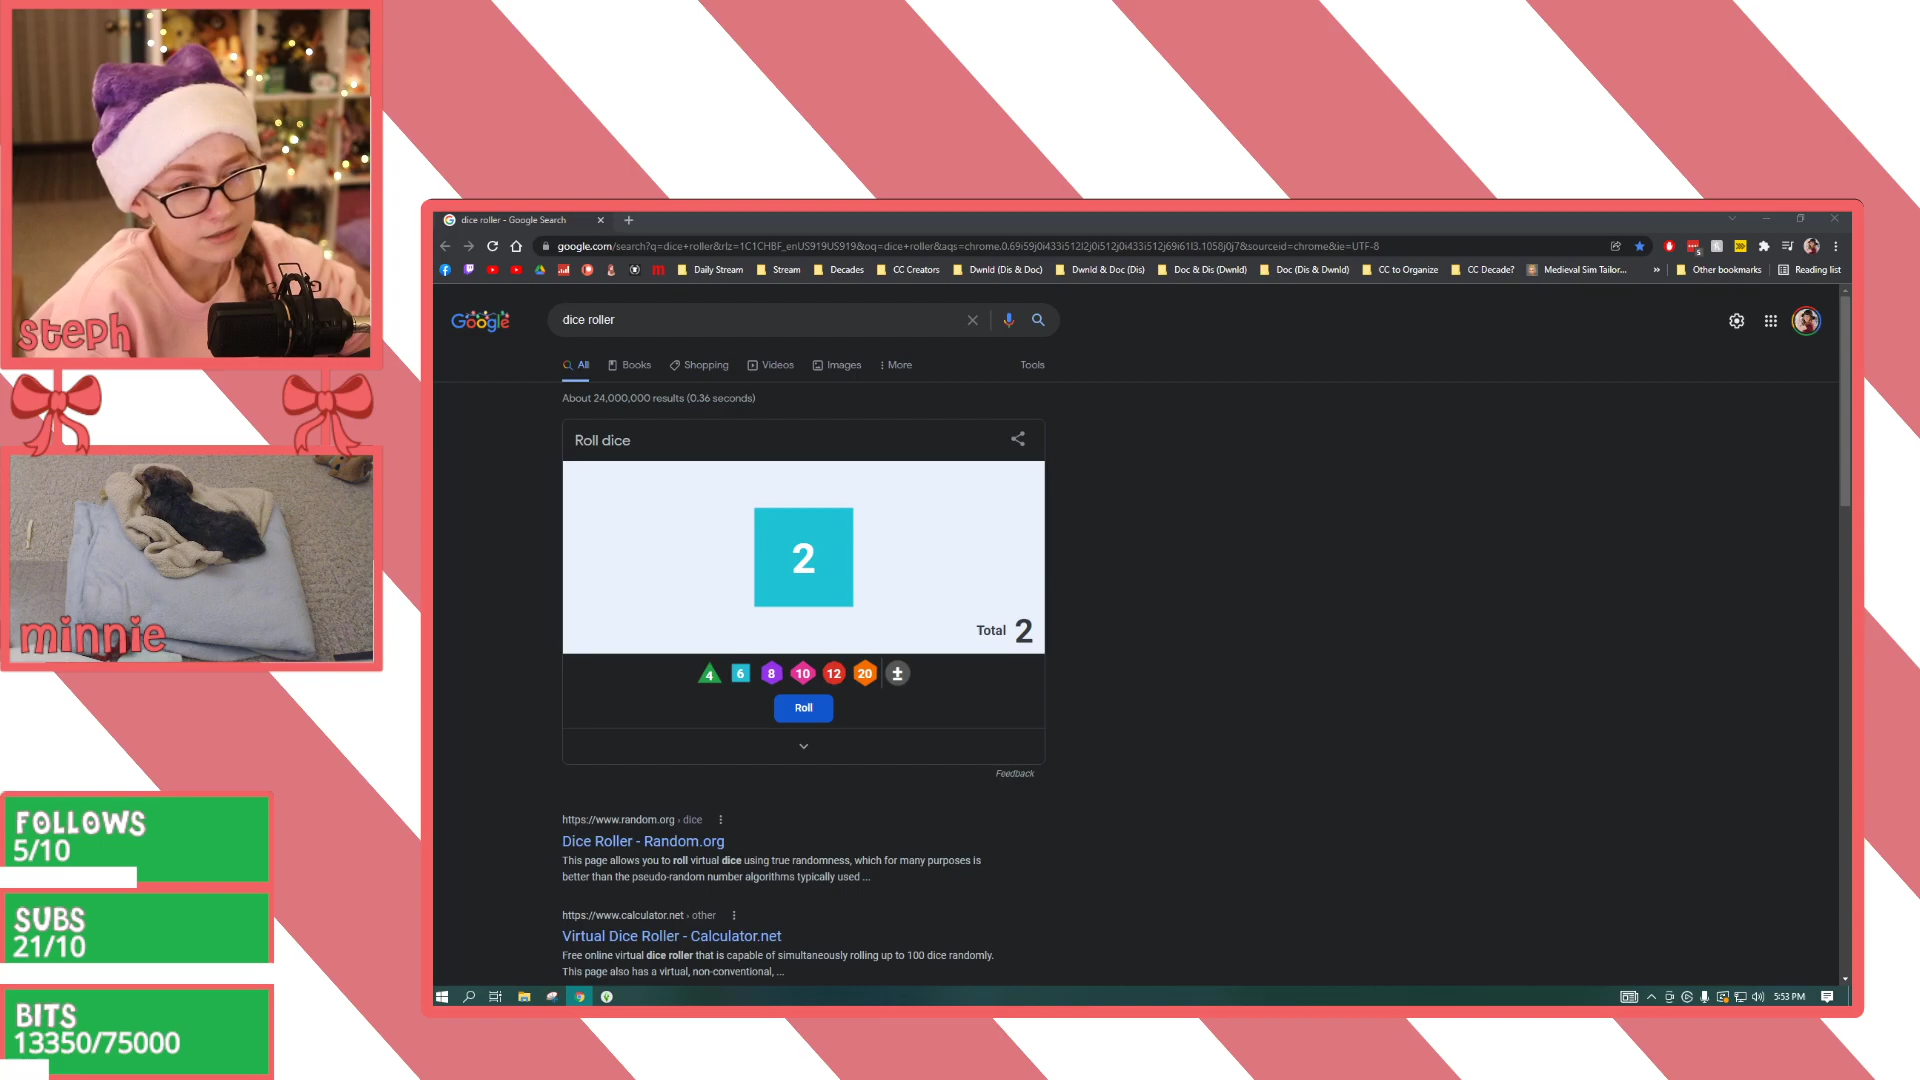 steph
minnie
FOLLOWS
5/10
SUBS
21/10
BITS
13350/75000
dice roller - Google Search
google.com/search?q=dice+roller&rlz=1C1CHBF_enUS919US919&oq=dice+roller&aqs=chrome.0.69i59j0i433i512l2j0i512j0i433i512j69i61l3.1058j0j7&sourceid=chrome&ie=UTF-8
Daily Stream Stream Decades CC Creators Dwnld (Dis & Doc) Dwnld & Doc (Dis) Doc & Dis (Dwnld) Doc (Dis & Dwnld) CC to Organize CC Decade? Medieval Sim Tailor... » Other bookmarks Reading list
Google
dice roller
All Books Shopping Videos Images More Tools
About 24,000,000 results (0.36 seconds)
Roll dice
2
Total 2
4 6 8 10 12 20 ±
Roll
Feedback
https://www.random.org › dice
Dice Roller - Random.org
This page allows you to roll virtual dice using true randomness, which for many purposes is
better than the pseudo-random number algorithms typically used ...
https://www.calculator.net › other
Virtual Dice Roller - Calculator.net
Free online virtual dice roller that is capable of simultaneously rolling up to 100 dice randomly.
This page also has a virtual, non-conventional, ...
5:53 PM